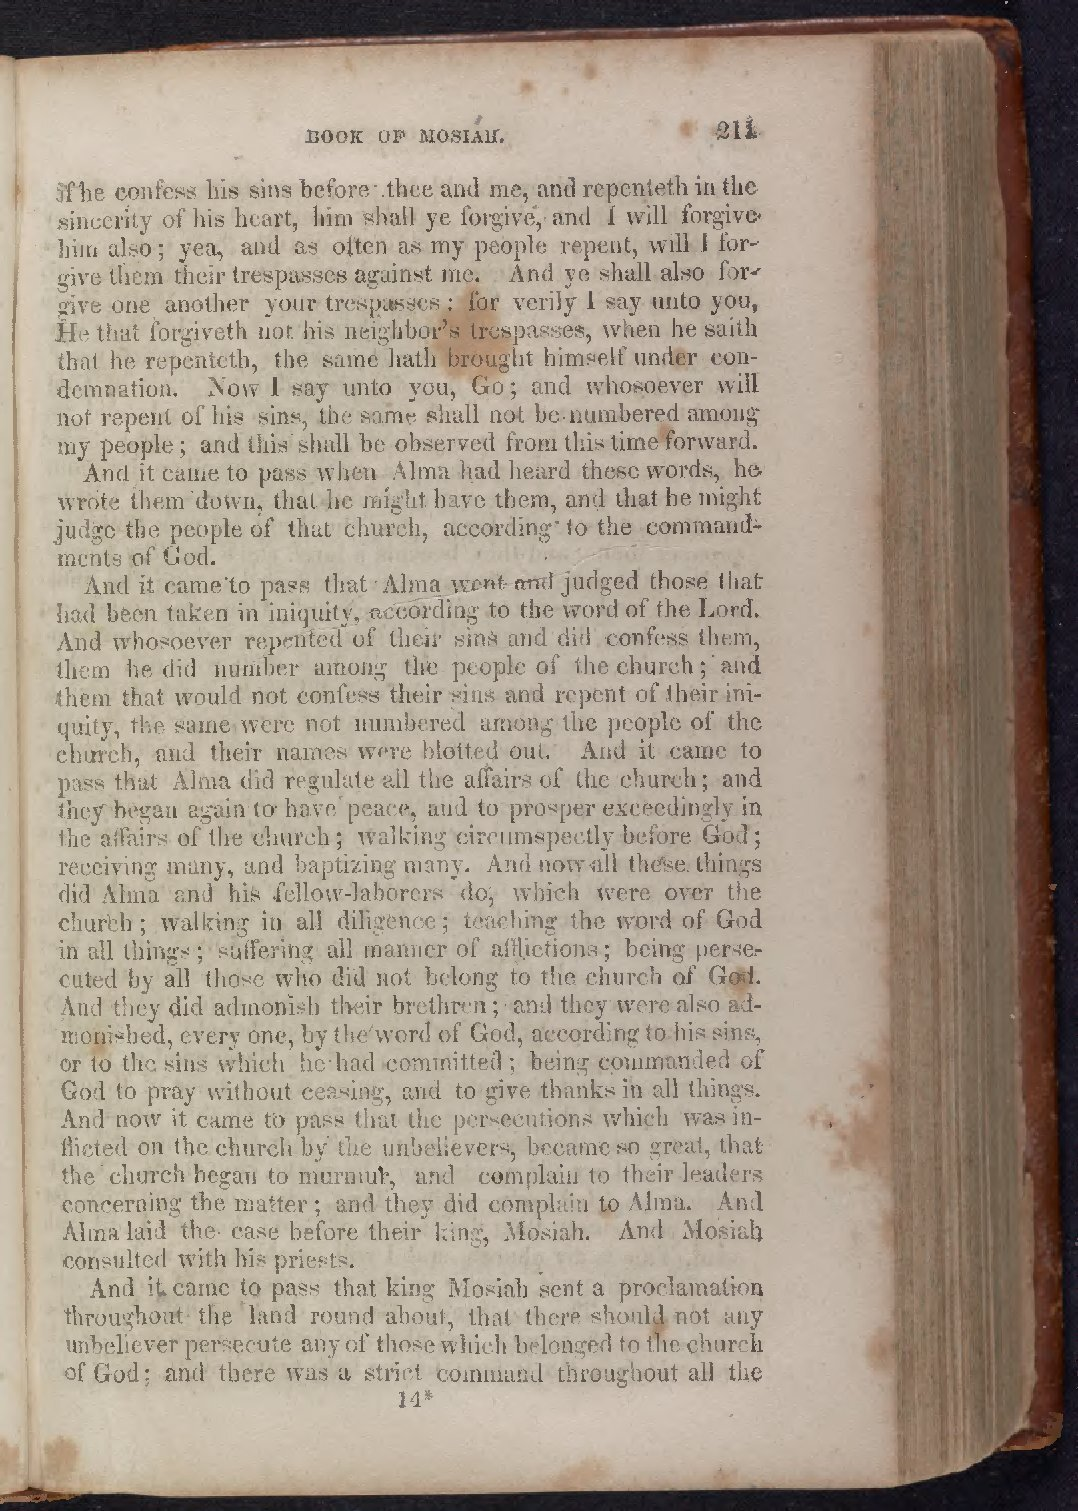 BOOK OF MOSIAH. 211
if he confess his sins before thee and me, and repenteth in the
sincerity of his heart, him shall ye forgive, and I will forgive
him also; yea, and as often as my people repent, will I for-
give them their trespasses against me. And ye shall also for-
give one another your trespasses; for verily I say unto you,
He that forgiveth not his neighbor's trespasses, when he saith
that he repenteth, the same hath brought himself under con-
demnation. Now I say unto you, Go; and whosoever will
not repent of his sins, the same shall not be numbered among
my people; and this shall be observed from this time forward.
And it came to pass when Alma had heard these words, he
wrote them down, that he might have them, and that he might
judge the people of that church, according to the command-
ments of God.
And it came to pass that Alma went and judged those that
had been taken in iniquity, according to the word of the Lord.
And whosoever repented of their sins and did confess them,
them he did number among the people of the church; and
them that would not confess their sins and repent of their ini-
quity, the same were not numbered among the people of the
church, and their names were blotted out. And it came to
pass that Alma did regulate all the affairs of the church; and
they began again to have peace, and to prosper exceedingly in
the affairs of the church; walking circumspectly before God;
receiving many, and baptizing many. And now all these things
did Alma and his fellow-laborers do, which were over the
church; walking in all diligence; teaching the word of God
in all things; suffering all manner of afflictions; being perse-
cuted by all those who did not belong to the church of God.
And they did admonish their brethren; and they were also ad-
monished, every one, by the word of God, according to his sins,
or to the sins which he had committed; being commanded of
God to pray without ceasing, and to give thanks in all things.
And now it came to pass that the persecutions which was in-
flicted on the church by the unbelievers, became so great, that
the church began to murmur, and complain to their leaders
concerning the matter; and they did complain to Alma. And
Alma laid the case before their king, Mosiah. And Mosiah
consulted with his priests.
And it came to pass that king Mosiah sent a proclamation
throughout the land round about, that there should not any
unbeliever persecute any of those which belonged to the church
of God; and there was a strict command throughout all the
14*